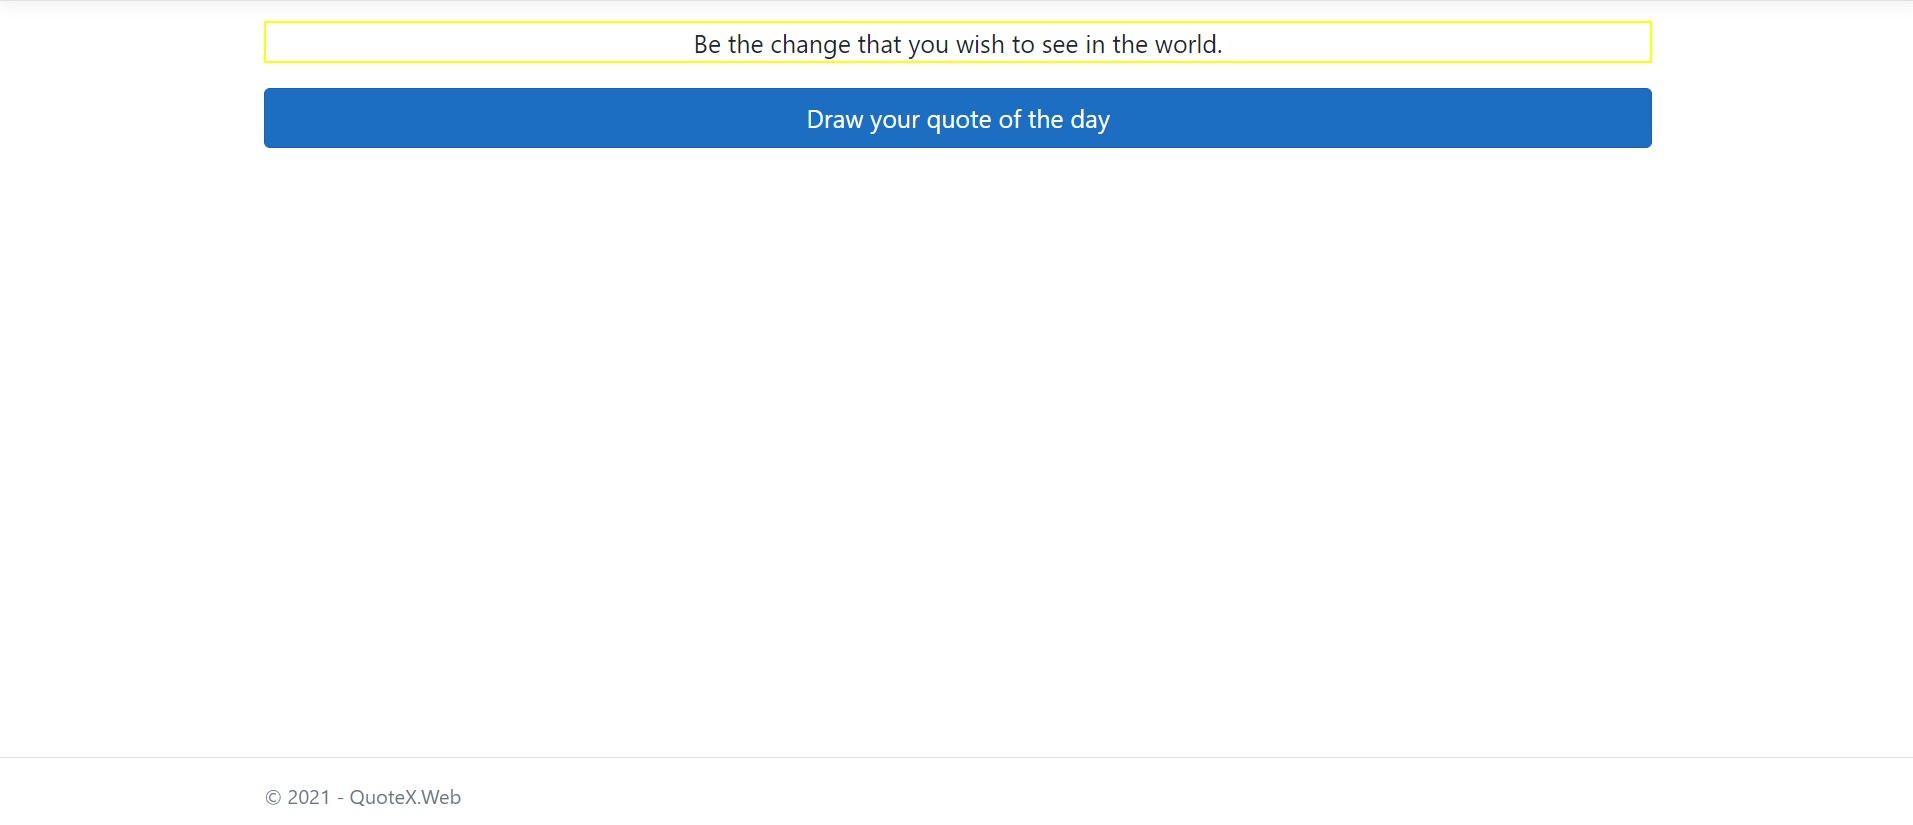 Be the change that you wish to see in the world.
Draw your quote of the day
© 2021 - QuoteX.Web